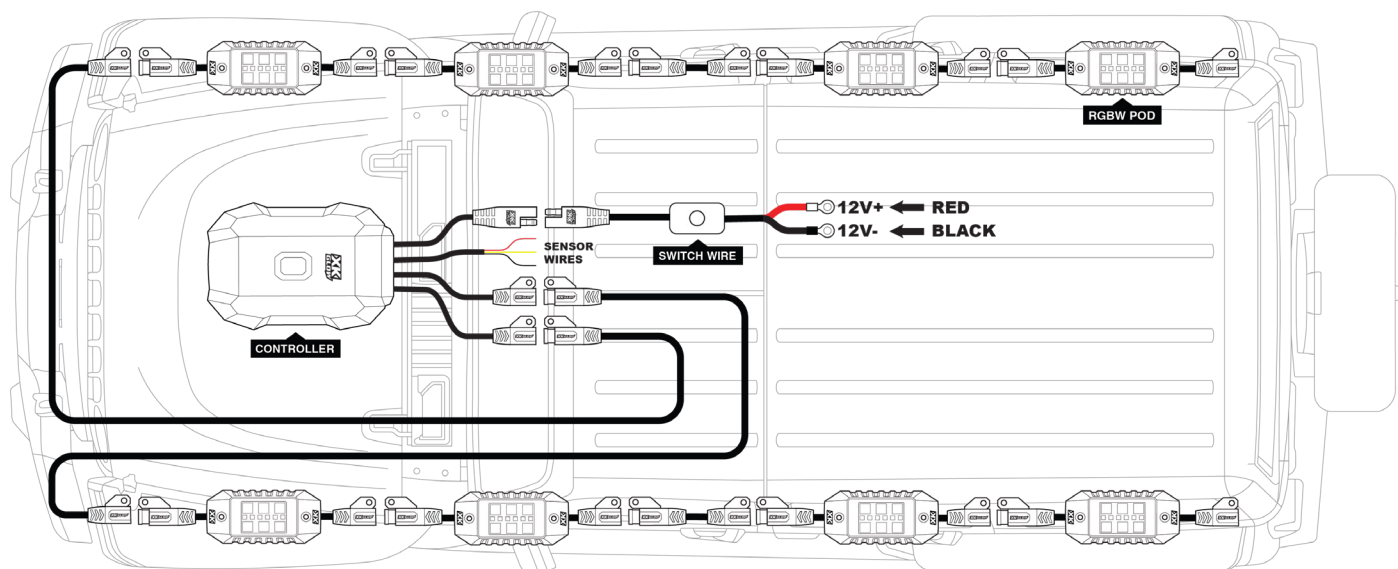 RGBW POD
12V+ RED
12V- BLACK
SENSOR
WIRES
SWITCH WIRE
CONTROLLER